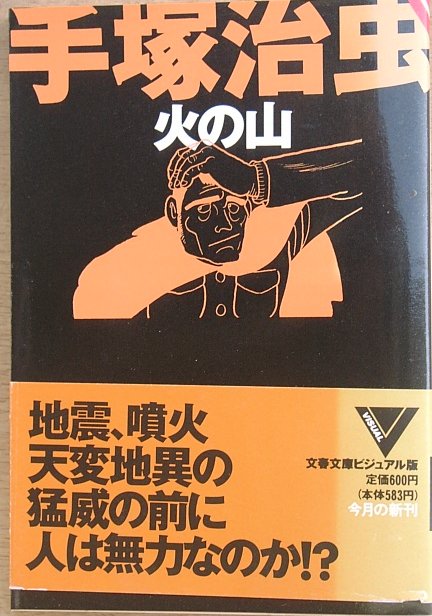 手塚治虫
火の山
地震、噴火
天変地異の
猛威の前に
人は無力なのか!?
VISUAL
文春文庫ビジュアル版
定価600円
(本体583円)
今月の新刊